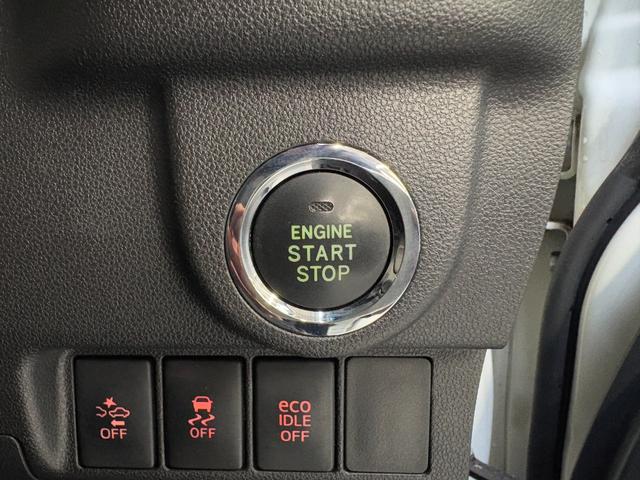 ENGINE
START
STOP
OFF
OFF
eco
IDLE
OFF